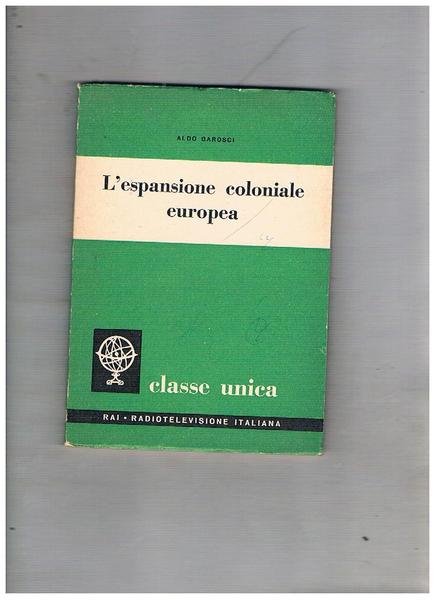 ALDO GAROSCI
L'espansione coloniale
europea
classe unica
RAI • RADIOTELEVISIONE ITALIANA